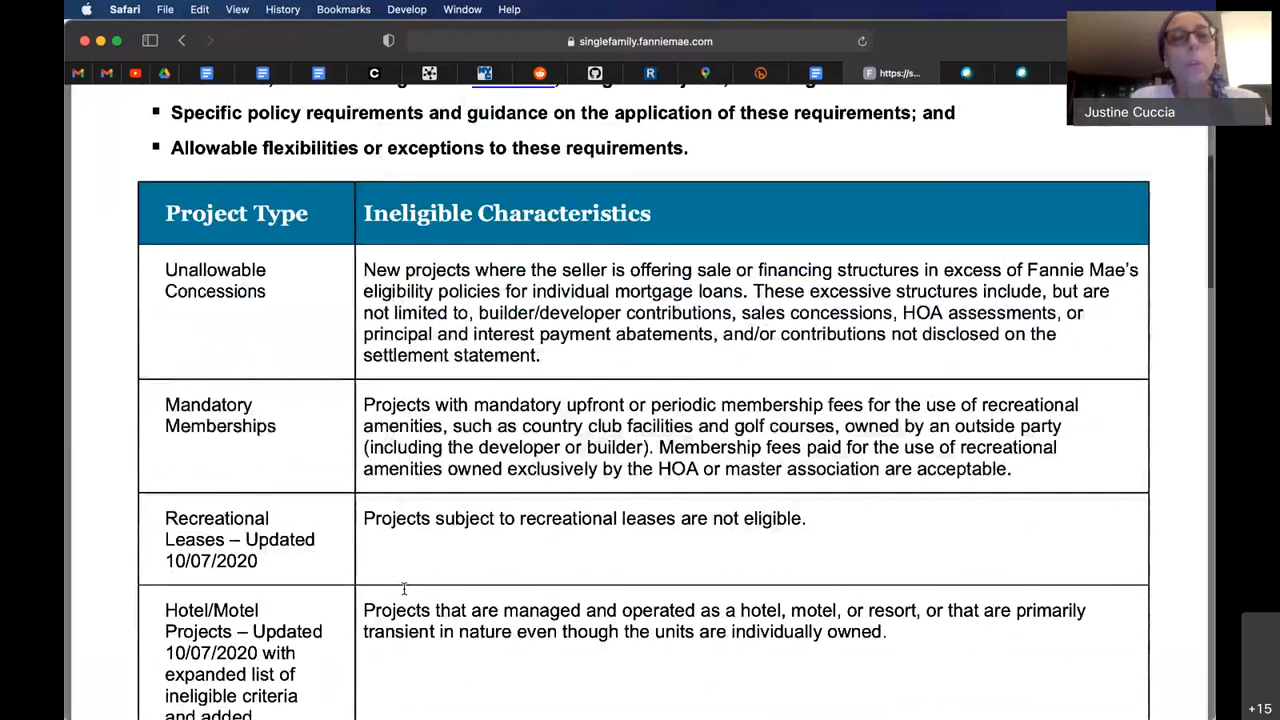 Safari File Edit View History Bookmarks Develop Window Help
singlefamily.fanniemae.com
https://s...
Justine Cuccia
▪ Specific policy requirements and guidance on the application of these requirements; and
▪ Allowable flexibilities or exceptions to these requirements.
Project Type
Ineligible Characteristics
Unallowable
Concessions
New projects where the seller is offering sale or financing structures in excess of Fannie Mae's
eligibility policies for individual mortgage loans. These excessive structures include, but are
not limited to, builder/developer contributions, sales concessions, HOA assessments, or
principal and interest payment abatements, and/or contributions not disclosed on the
settlement statement.
Mandatory
Memberships
Projects with mandatory upfront or periodic membership fees for the use of recreational
amenities, such as country club facilities and golf courses, owned by an outside party
(including the developer or builder). Membership fees paid for the use of recreational
amenities owned exclusively by the HOA or master association are acceptable.
Recreational
Leases – Updated
10/07/2020
Projects subject to recreational leases are not eligible.
Hotel/Motel
Projects – Updated
10/07/2020 with
expanded list of
ineligible criteria
and added
Projects that are managed and operated as a hotel, motel, or resort, or that are primarily
transient in nature even though the units are individually owned.
+15